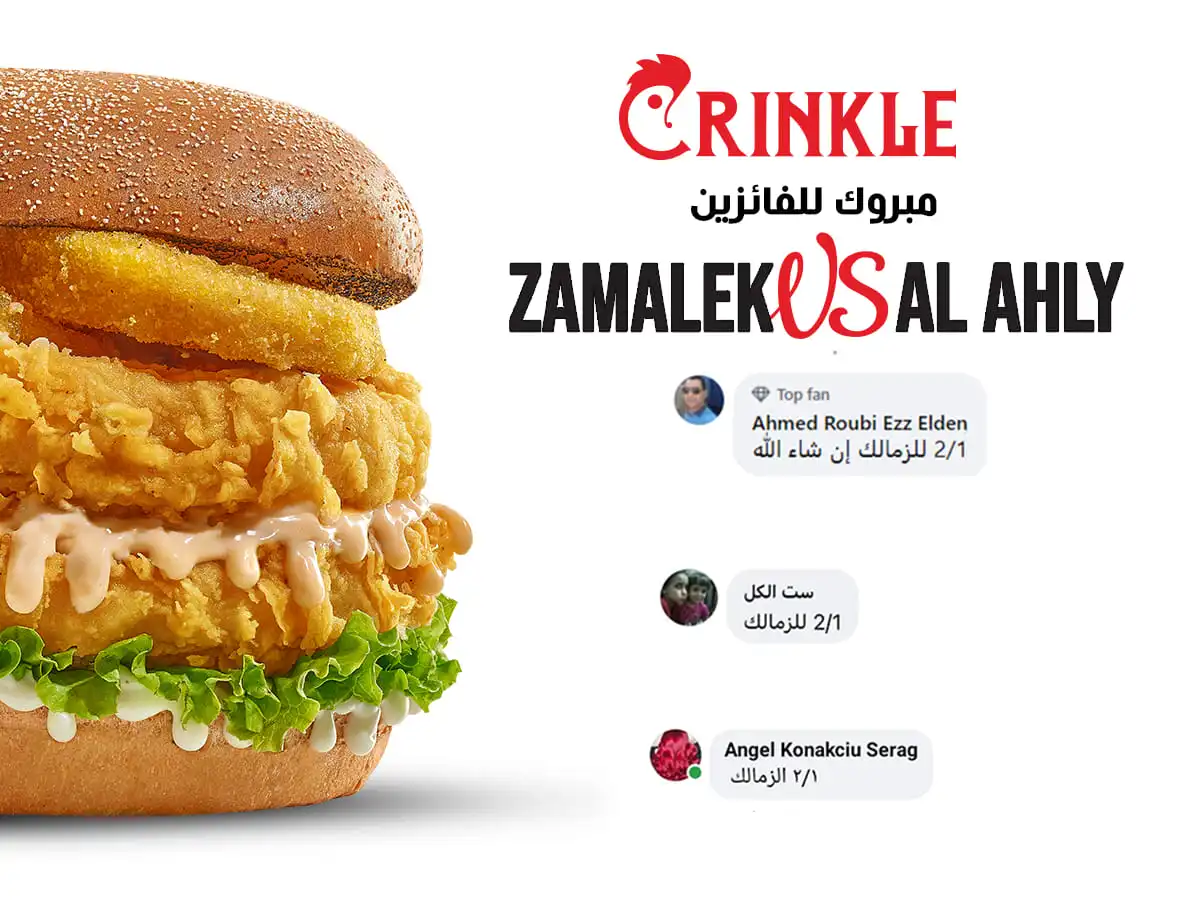 CRINKLE
مبروك للفائزين
ZAMALEK VS AL AHLY
Top fan
Ahmed Roubi Ezz Elden
2/1 للزمالك إن شاء الله
ست الكل
2/1 للزمالك
Angel Konakciu Serag
٢/١ الزمالك